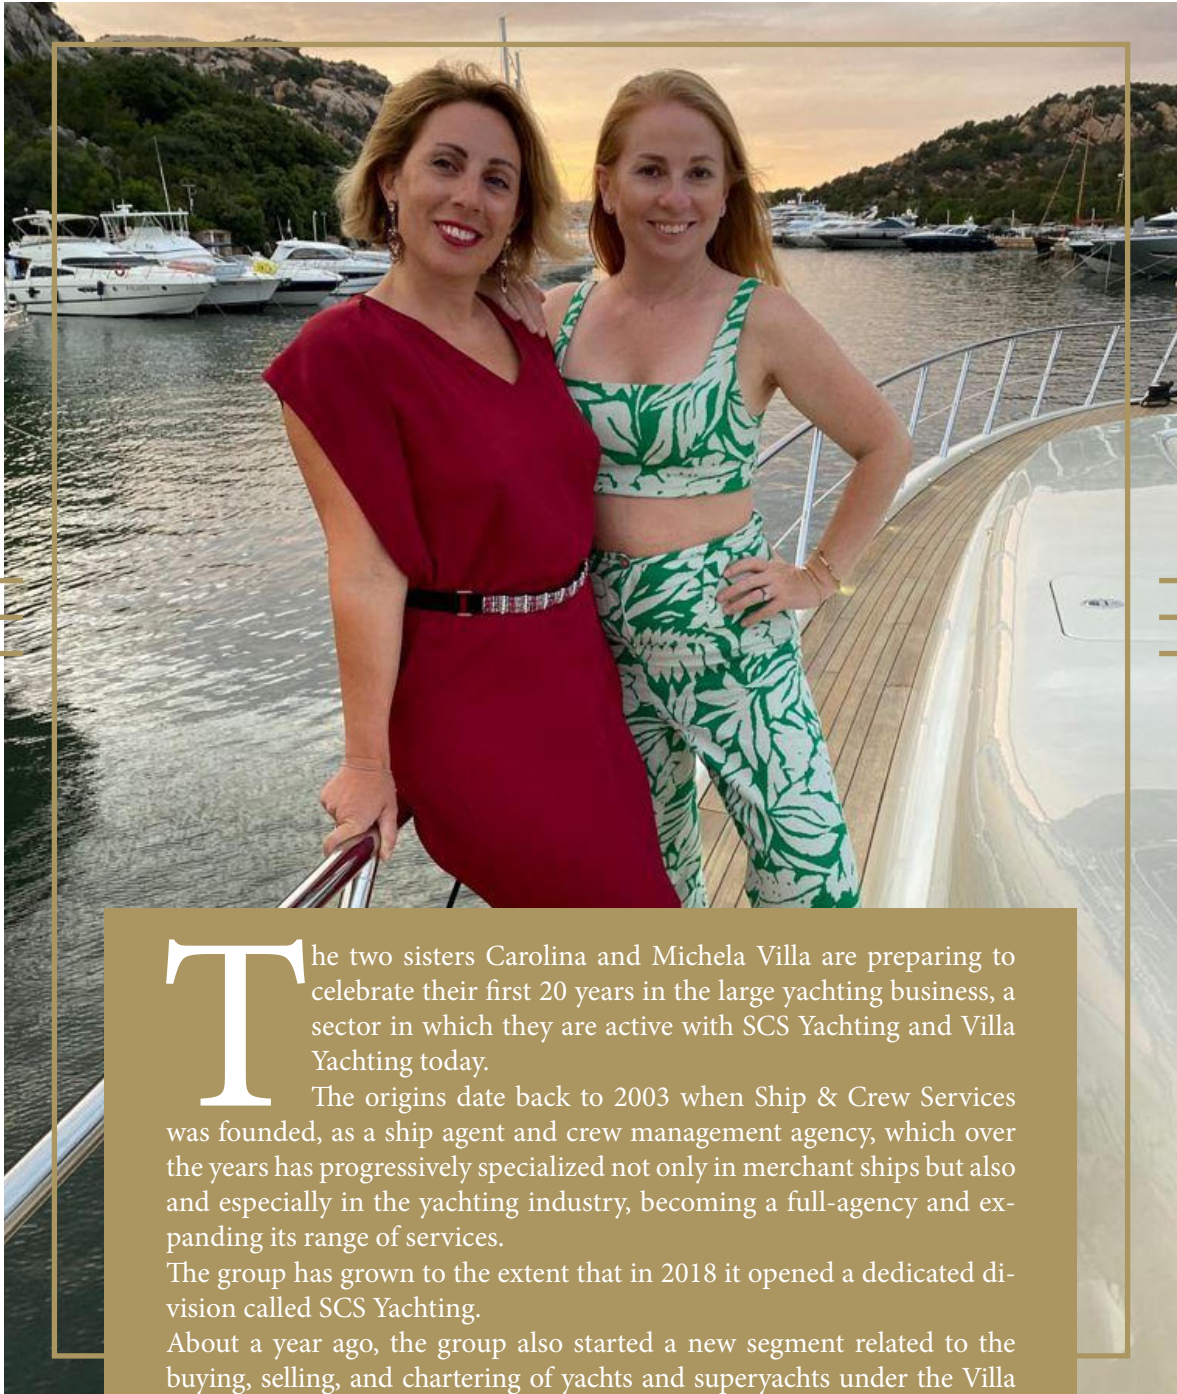 The two sisters Carolina and Michela Villa are preparing to
celebrate their first 20 years in the large yachting business, a
sector in which they are active with SCS Yachting and Villa
Yachting today.
The origins date back to 2003 when Ship & Crew Services
was founded, as a ship agent and crew management agency, which over
the years has progressively specialized not only in merchant ships but also
and especially in the yachting industry, becoming a full-agency and ex-
panding its range of services.
The group has grown to the extent that in 2018 it opened a dedicated di-
vision called SCS Yachting.
About a year ago, the group also started a new segment related to the
buying, selling, and chartering of yachts and superyachts under the Villa